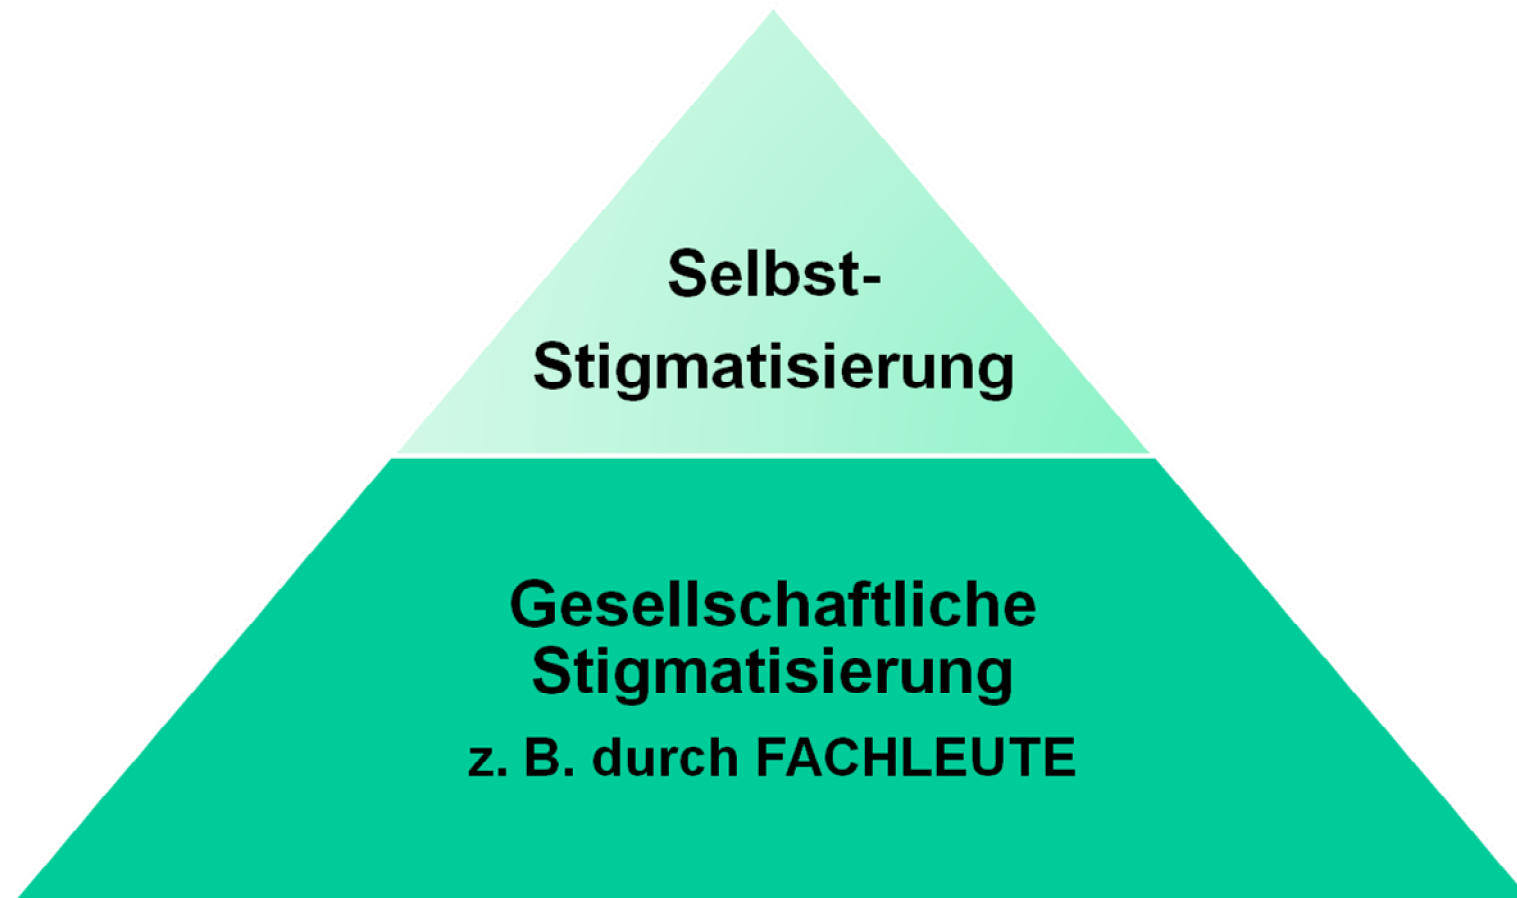 Selbst-
Stigmatisierung
Gesellschaftliche
Stigmatisierung
z. B. durch FACHLEUTE